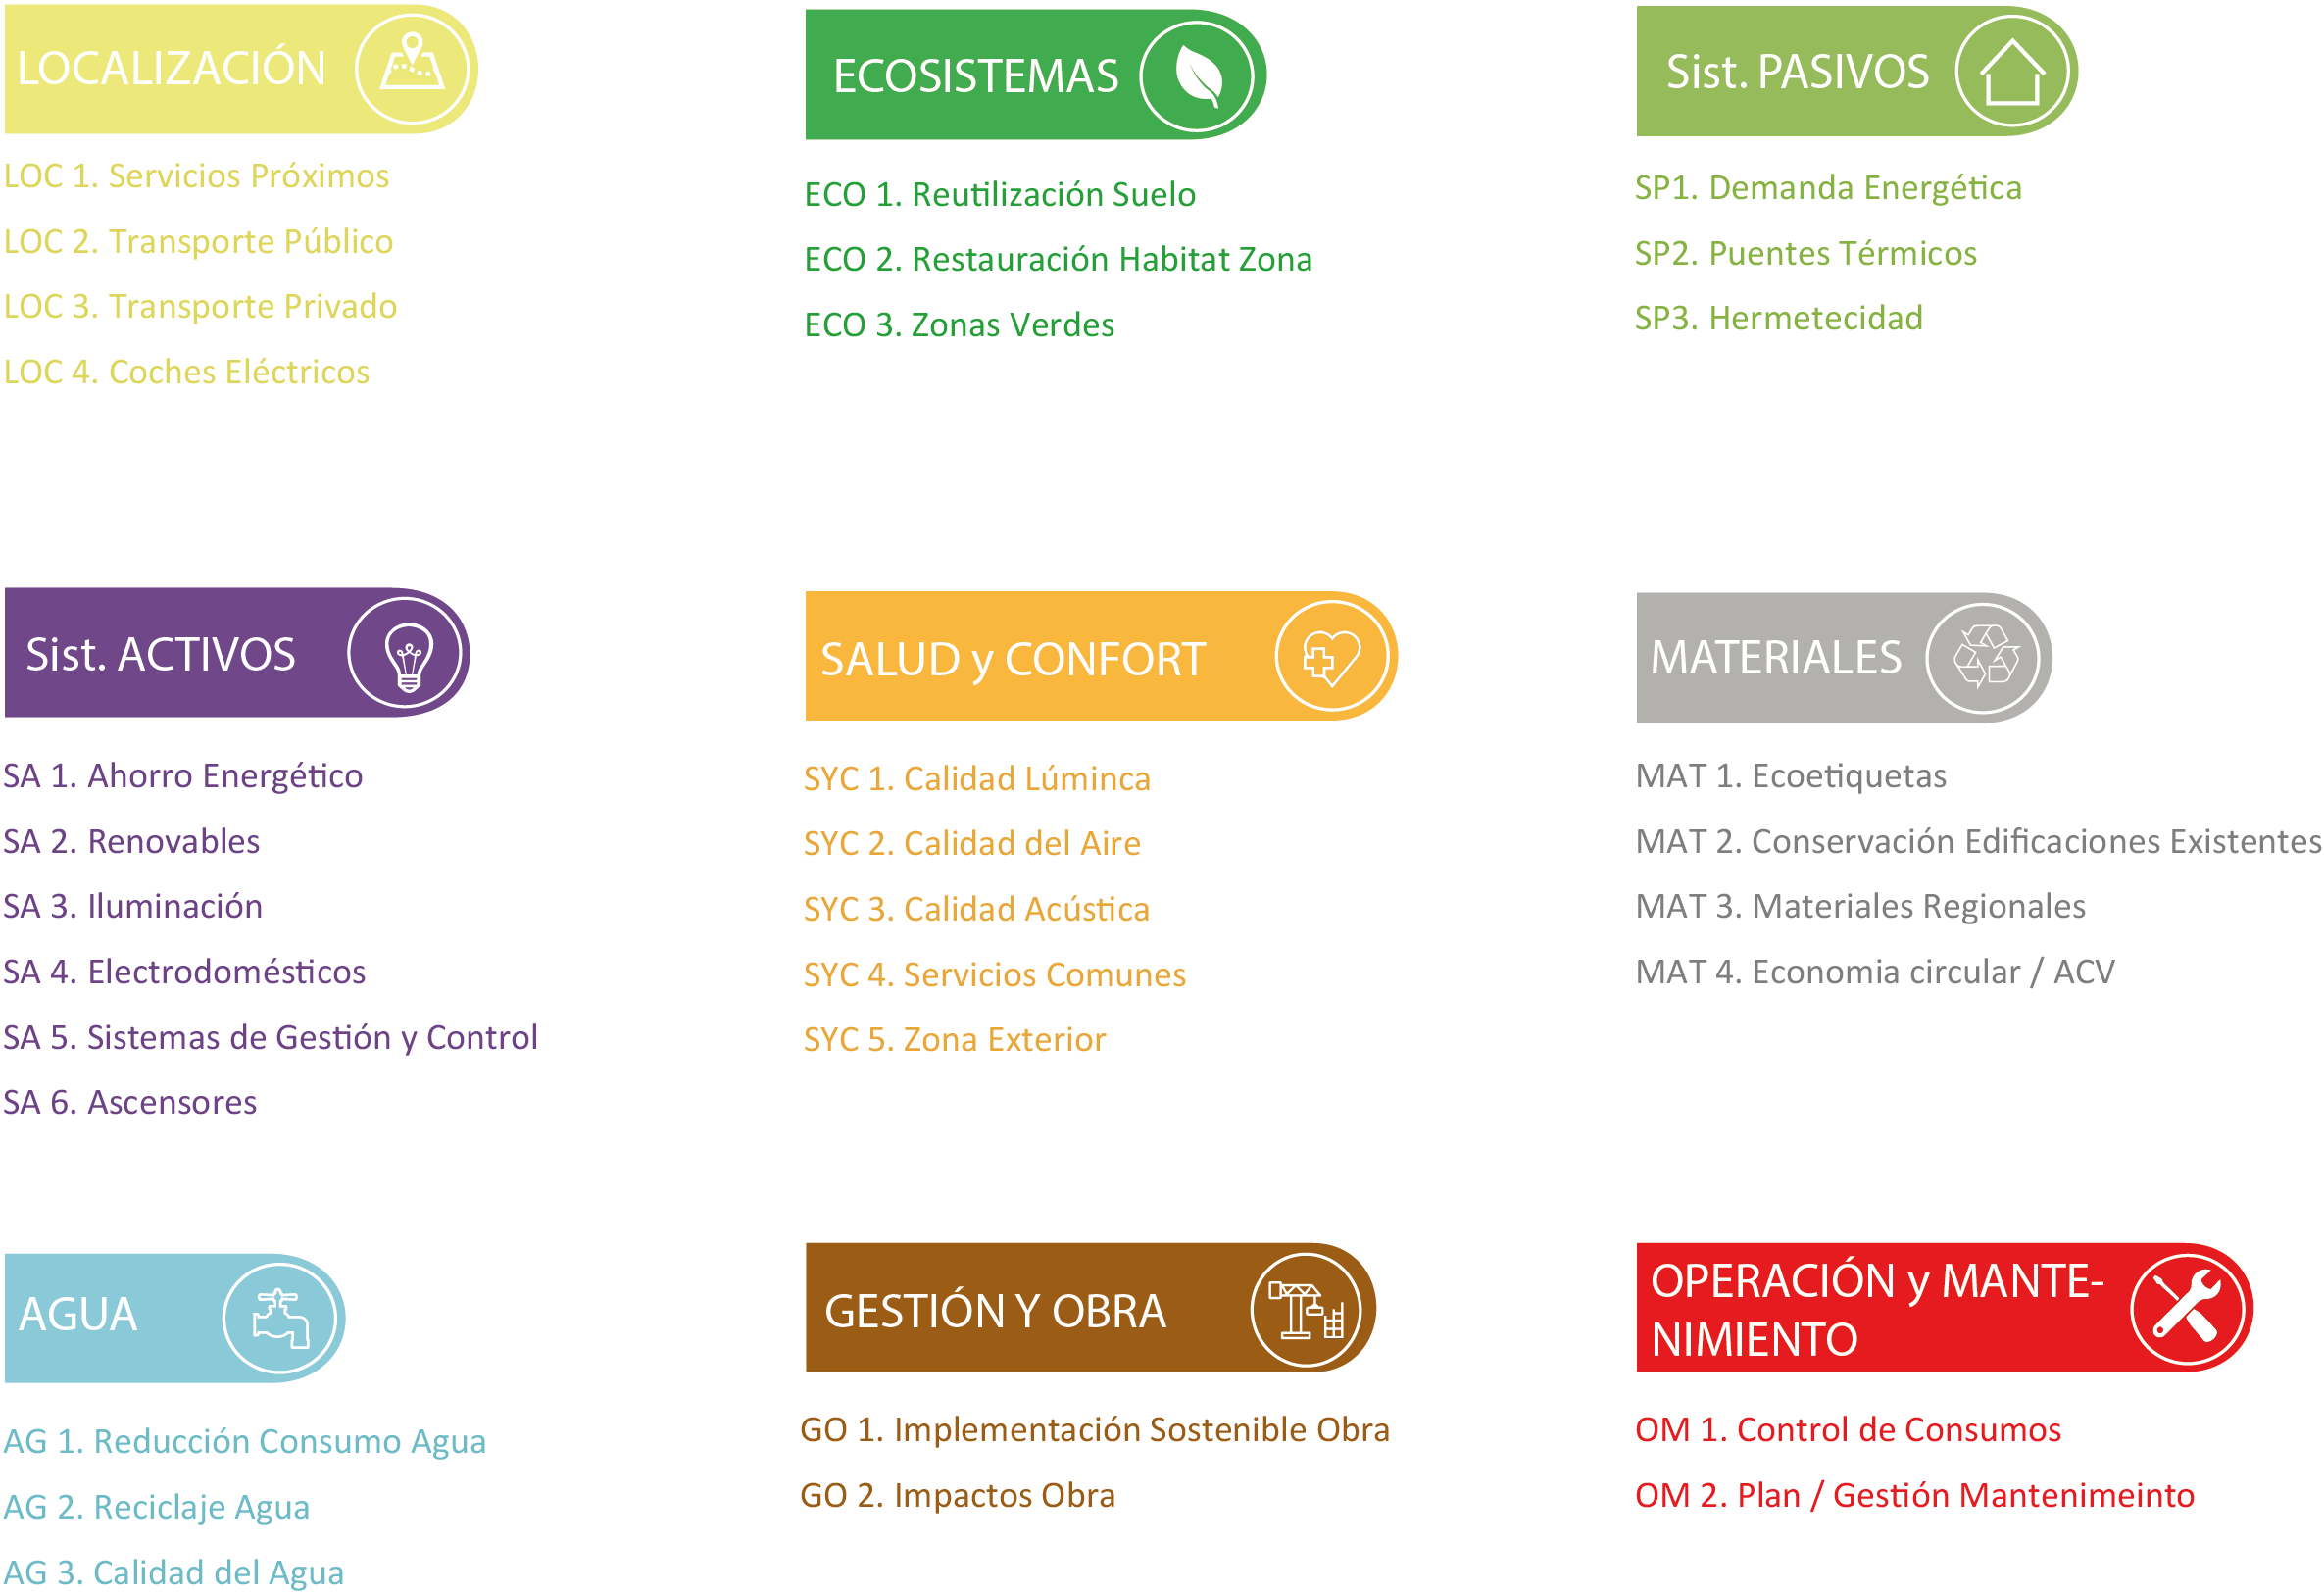 LOCALIZACIÓN
LOC 1. Servicios Próximos
LOC 2. Transporte Público
LOC 3. Transporte Privado
LOC 4. Coches Eléctricos
ECOSISTEMAS
ECO 1. Reutilización Suelo
ECO 2. Restauración Habitat Zona
ECO 3. Zonas Verdes
Sist. PASIVOS
SP1. Demanda Energética
SP2. Puentes Térmicos
SP3. Hermetecidad
Sist. ACTIVOS
SA 1. Ahorro Energético
SA 2. Renovables
SA 3. Iluminación
SA 4. Electrodomésticos
SA 5. Sistemas de Gestión y Control
SA 6. Ascensores
SALUD y CONFORT
SYC 1. Calidad Lúminca
SYC 2. Calidad del Aire
SYC 3. Calidad Acústica
SYC 4. Servicios Comunes
SYC 5. Zona Exterior
MATERIALES
MAT 1. Ecoetiquetas
MAT 2. Conservación Edificaciones Existentes
MAT 3. Materiales Regionales
MAT 4. Economia circular / ACV
AGUA
AG 1. Reducción Consumo Agua
AG 2. Reciclaje Agua
AG 3. Calidad del Agua
GESTIÓN Y OBRA
GO 1. Implementación Sostenible Obra
GO 2. Impactos Obra
OPERACIÓN y MANTE-
NIMIENTO
OM 1. Control de Consumos
OM 2. Plan / Gestión Mantenimeinto